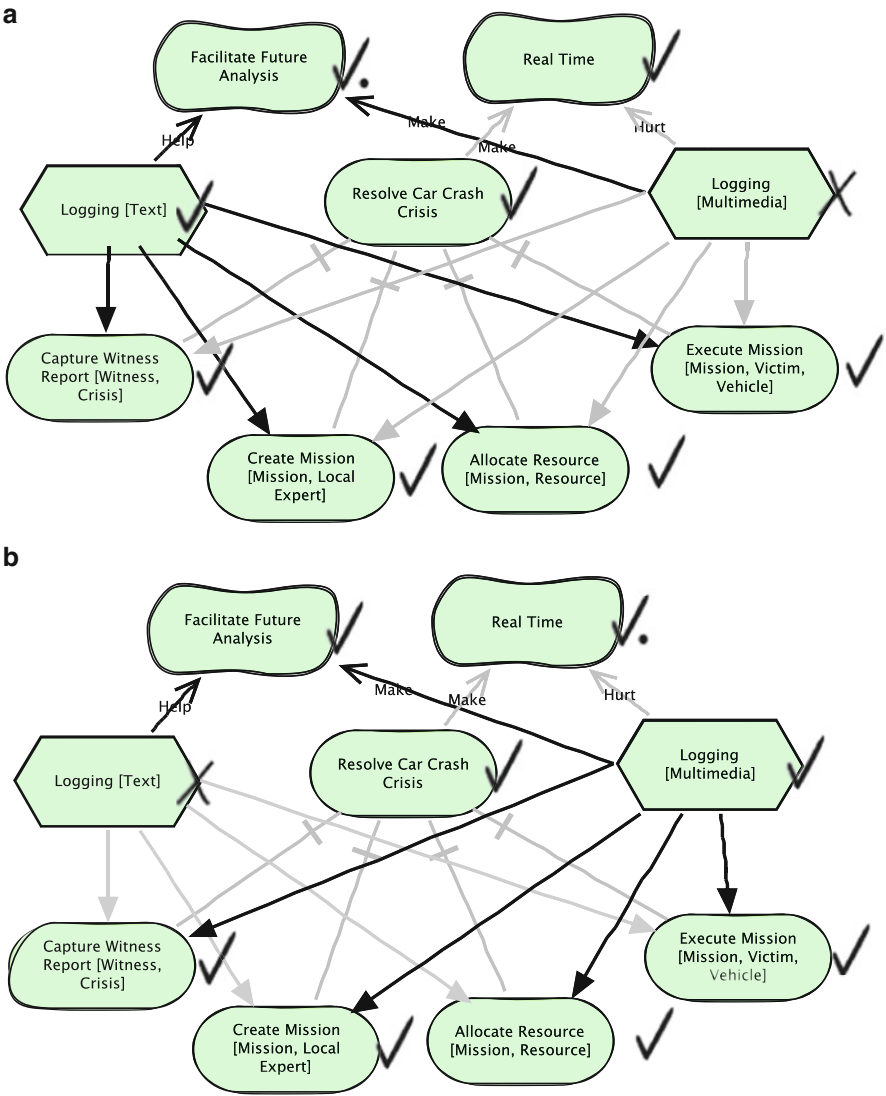 a
Facilitate Future
Analysis
Real Time
Make
Help
Make
Hurt
Logging [Text]
Resolve Car Crash
Crisis
Logging
[Multimedia]
Capture Witness
Report [Witness,
Crisis]
Execute Mission
[Mission, Victim,
Vehicle]
Create Mission
[Mission, Local
Expert]
Allocate Resource
[Mission, Resource]
b
Facilitate Future
Analysis
Real Time
Make
Help
Make
Hurt
Logging [Text]
Resolve Car Crash
Crisis
Logging
[Multimedia]
Capture Witness
Report [Witness,
Crisis]
Execute Mission
[Mission, Victim,
Vehicle]
Create Mission
[Mission, Local
Expert]
Allocate Resource
[Mission, Resource]